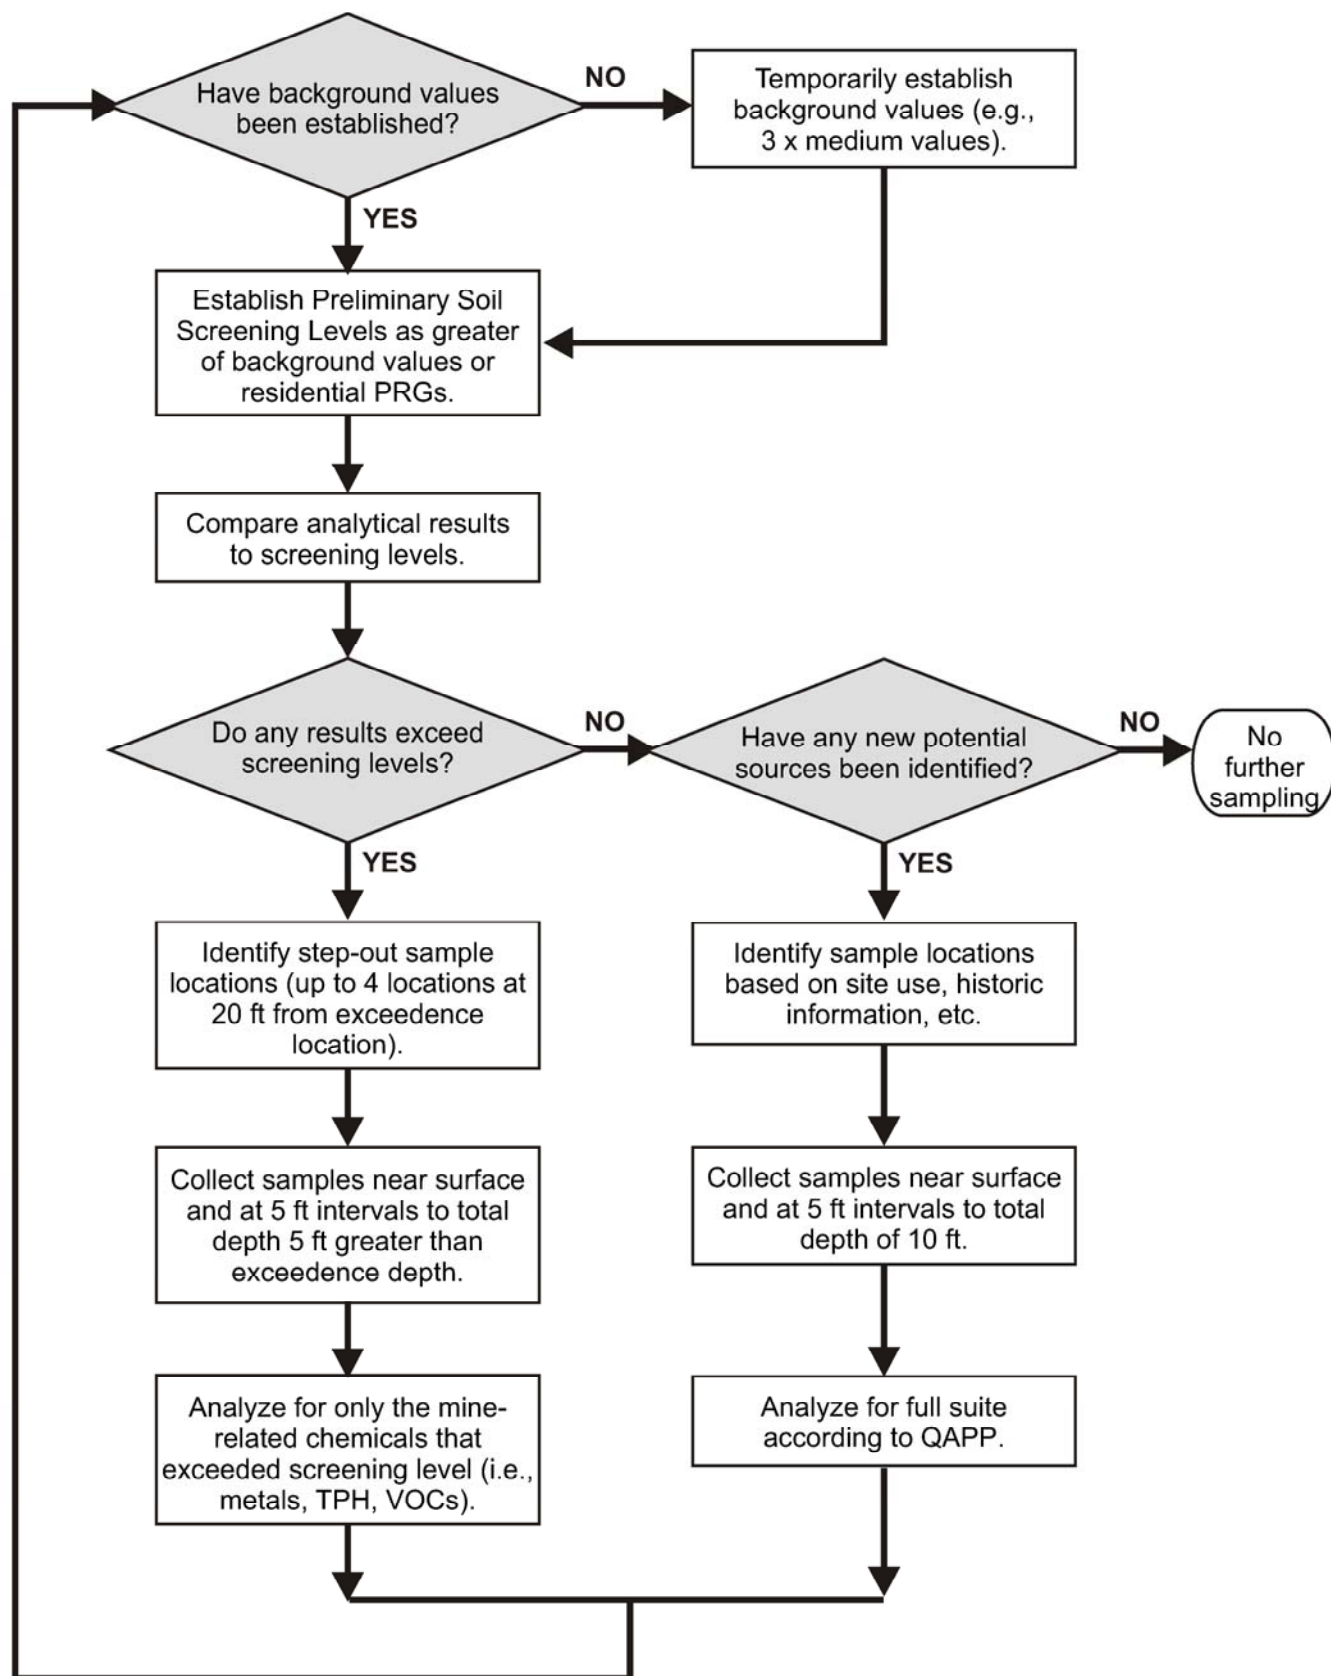 Have background values
been established?
NO
Temporarily establish
background values (e.g.,
3 x medium values).
YES
Establish Preliminary Soil
Screening Levels as greater
of background values or
residential PRGs.
Compare analytical results
to screening levels.
Do any results exceed
screening levels?
NO
Have any new potential
sources been identified?
NO
No
further
sampling
YES
YES
Identify step-out sample
locations (up to 4 locations at
20 ft from exceedence
location).
Identify sample locations
based on site use, historic
information, etc.
Collect samples near surface
and at 5 ft intervals to total
depth 5 ft greater than
exceedence depth.
Collect samples near surface
and at 5 ft intervals to total
depth of 10 ft.
Analyze for only the mine-
related chemicals that
exceeded screening level (i.e.,
metals, TPH, VOCs).
Analyze for full suite
according to QAPP.